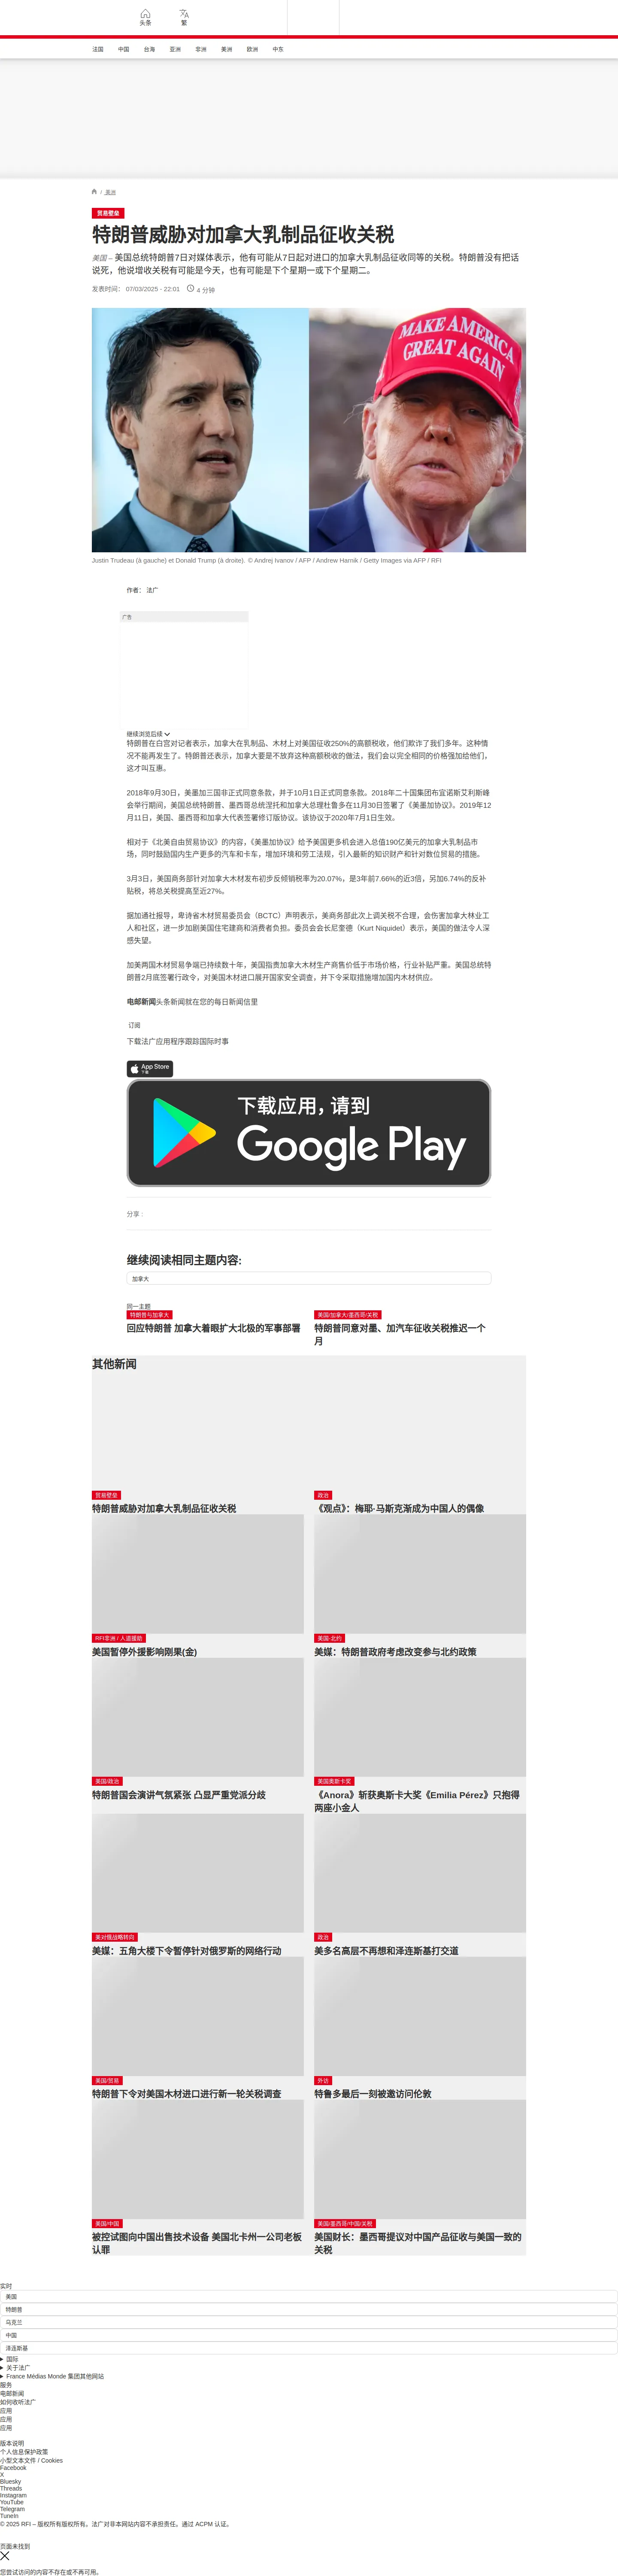 头条
繁
法国
中国
台海
亚洲
非洲
美洲
欧洲
中东
/ 政治
贸易壁垒
特朗普威胁对加拿大乳制品征收关税
美国 – 美国总统特朗普7日对媒体表示，他有可能从7日起对进口的加拿大乳制品征收同等的关税。特朗普没有把话
说死，他说增收关税有可能是今天，也有可能是下个星期一或下个星期二。
发表时间： 07/03/2025 - 22:01
4 分钟
MAKE AMERICA
GREAT AGAIN
Justin Trudeau (à gauche) et Donald Trump (à droite). © Andrej Ivanov / AFP / Andrew Harnik / Getty Images via AFP / RFI
作者： 法广
广告
继续浏览后续
特朗普在白宫对记者表示，加拿大在乳制品、木材上对美国征收250%的高额税收，他们欺诈了我们多年。这种情
况不能再发生了。特朗普还表示，加拿大要是不放弃这种高额税收的做法，我们会以完全相同的价格强加给他们，
这才叫互惠。
2018年9月30日，美墨加三国非正式同意条款，并于10月1日正式同意条款。2018年二十国集团布宜诺斯艾利斯峰
会举行期间，美国总统特朗普、墨西哥总统涅托和加拿大总理杜鲁多在11月30日签署了《美墨加协议》。2019年12
月11日，美国、墨西哥和加拿大代表签署修订版协议。该协议于2020年7月1日生效。
相对于《北美自由贸易协议》的内容，《美墨加协议》给予美国更多机会进入总值190亿美元的加拿大乳制品市
场，同时鼓励国内生产更多的汽车和卡车，增加环境和劳工法规，引入最新的知识财产和针对数位贸易的措施。
3月3日，美国商务部针对加拿大木材发布初步反倾销税率为20.07%，是3年前7.66%的近3倍，另加6.74%的反补
贴税，将总关税提高至近27%。
据加通社报导，卑诗省木材贸易委员会（BCTC）声明表示，美商务部此次上调关税不合理，会伤害加拿大林业工
人和社区，进一步加剧美国住宅建商和消费者负担。委员会会长尼奎德（Kurt Niquidet）表示，美国的做法令人深
感失望。
加美两国木材贸易争端已持续数十年，美国指责加拿大木材生产商售价低于市场价格，行业补贴严重。美国总统特
朗普2月底签署行政令，对美国木材进口展开国家安全调查，并下令采取措施增加国内木材供应。
电邮新闻头条新闻就在您的每日新闻信里
订阅
下载法广应用程序跟踪国际时事
App Store
下载
下载应用，请到
Google Play
分享 :
继续阅读相同主题内容:
加拿大
同一主题
特朗普与加拿大
回应特朗普 加拿大着眼扩大北极的军事部署
美国/加拿大/墨西哥/关税
特朗普同意对墨、加汽车征收关税推迟一个
月
其他新闻
贸易壁垒
特朗普威胁对加拿大乳制品征收关税
政治
《观点》：梅耶·马斯克渐成为中国人的偶像
RFI非洲 / 人道援助
美国暂停外援影响刚果(金)
美国-北约
美媒：特朗普政府考虑改变参与北约政策
美国/政治
特朗普国会演讲气氛紧张 凸显严重党派分歧
美国奥斯卡奖
《Anora》斩获奥斯卡大奖《Emilia Pérez》只抱得
两座小金人
美对俄战略转向
美媒：五角大楼下令暂停针对俄罗斯的网络行动
政治
美多名高层不再想和泽连斯基打交道
美国/贸易
特朗普下令对美国木材进口进行新一轮关税调查
外访
特鲁多最后一刻被邀访问伦敦
美国/中国
被控试图向中国出售技术设备 美国北卡州一公司老板
认罪
美国/墨西哥/中国/关税
美国财长：墨西哥提议对中国产品征收与美国一致的
关税
实时
美国
特朗普
乌克兰
中国
泽连斯基
国际
关于法广
France Médias Monde 集团其他网站
服务
电邮新闻
如何收听法广
应用
应用
应用
版本说明
个人信息保护政策
小型文本文件 / Cookies
Facebook
X
Bluesky
Threads
Instagram
YouTube
Telegram
TuneIn
© 2025 RFI – 版权所有版权所有。法广对非本网站内容不承担责任。通过 ACPM 认证。
页面未找到
您尝试访问的内容不存在或不再可用。